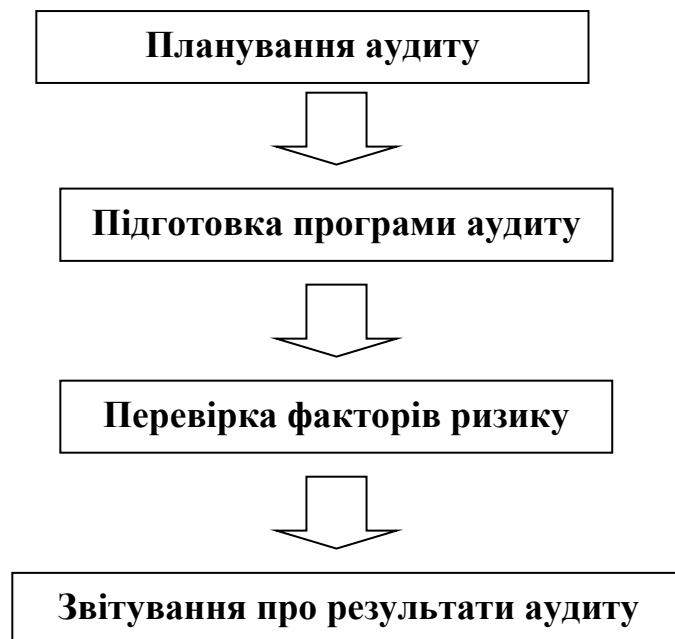 Планування аудиту
Підготовка програми аудиту
Перевірка факторів ризику
Звітування про результати аудиту